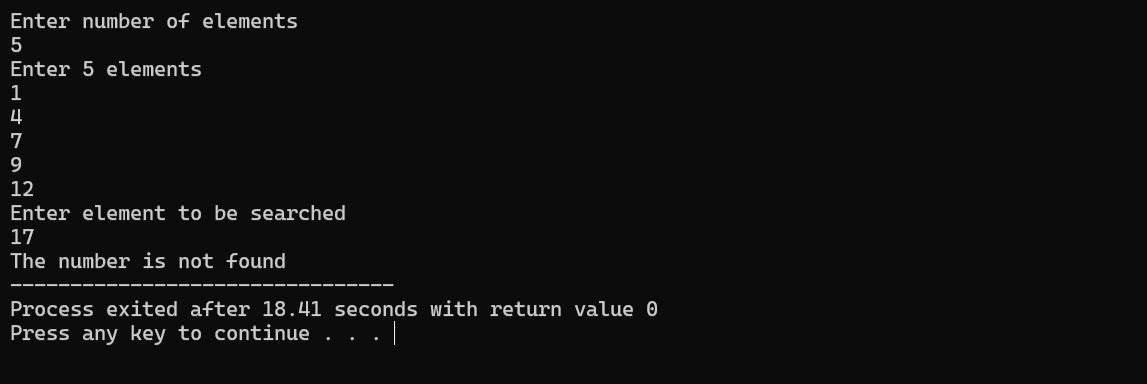 Enter number of elements
5
Enter 5 elements
1
4
7
9
12
Enter element to be searched
17
The number is not found
--------------------------------
Process exited after 18.41 seconds with return value 0
Press any key to continue . . .